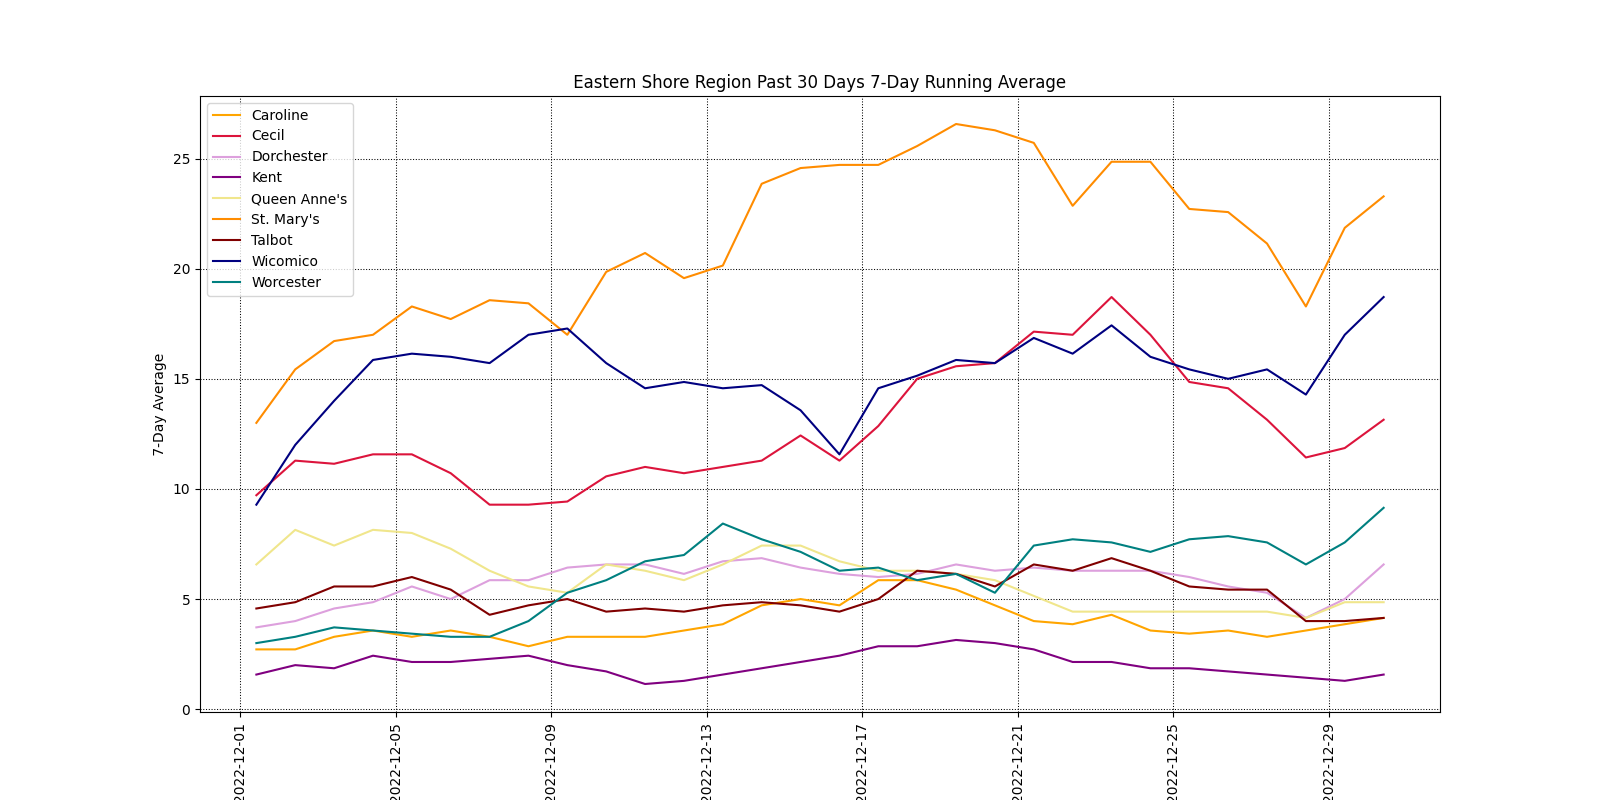 Eastern Shore Region Past 30 Days 7-Day Running Average
Caroline
Cecil
Dorchester
Kent
Queen Anne's
St. Mary's
Talbot
Wicomico
Worcester
7-Day Average
25
20
15
10
5
0
2022-12-01
2022-12-05
2022-12-09
2022-12-13
2022-12-17
2022-12-21
2022-12-25
2022-12-29